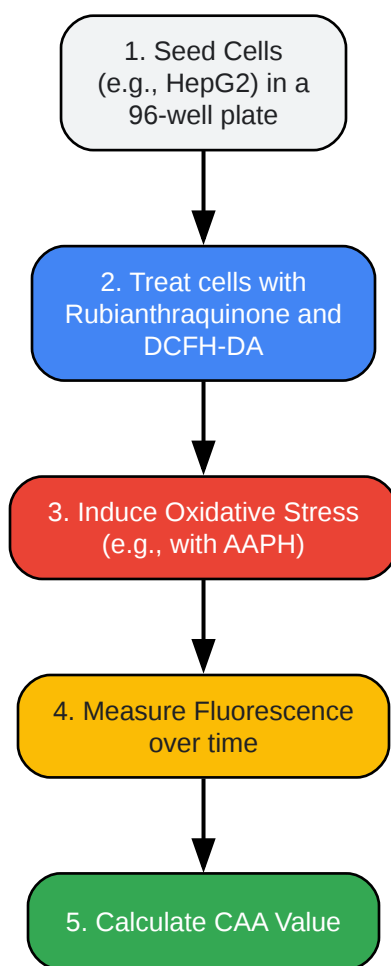 1. Seed Cells
(e.g., HepG2) in a
96-well plate
2. Treat cells with
Rubianthraquinone and
DCFH-DA
3. Induce Oxidative Stress
(e.g., with AAPH)
4. Measure Fluorescence
over time
5. Calculate CAA Value